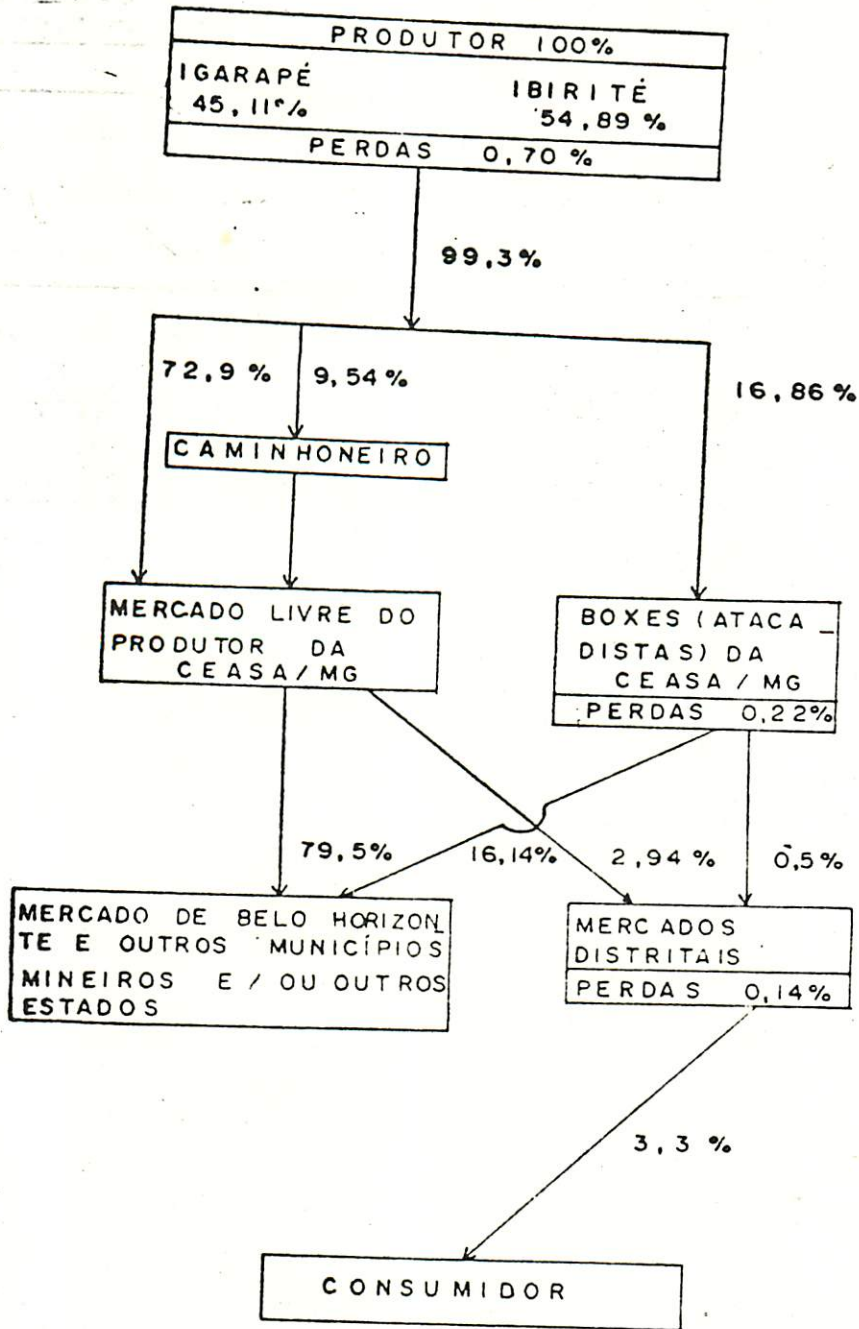 PRODUTOR 100%
IGARAPÉ
45,11%
IBIRITÉ
54,89%
PERDAS 0,70%
99,3%
72,9%
9,54%
16,86%
CAMINHONEIRO
MERCADO LIVRE DO
PRODUTOR DA
CEASA/MG
BOXES (ATACA_
DISTAS) DA
CEASA / MG
PERDAS 0,22%
79,5%
16,14%
2,94%
0,5%
MERCADO DE BELO HORIZON_
TE E OUTROS MUNICÍPIOS
MINEIROS E / OU OUTROS
ESTADOS
MERCADOS
DISTRITAIS
PERDAS 0,14%
3,3 %
CONSUMIDOR